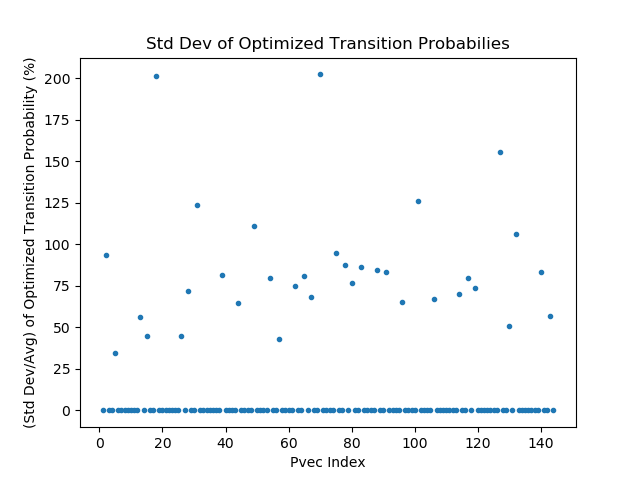 Std Dev of Optimized Transition Probabilies
(Std Dev/Avg) of Optimized Transition Probability (%)
200
175
150
125
100
75
50
25
0
0 20 40 60 80 100 120 140
Pvec Index